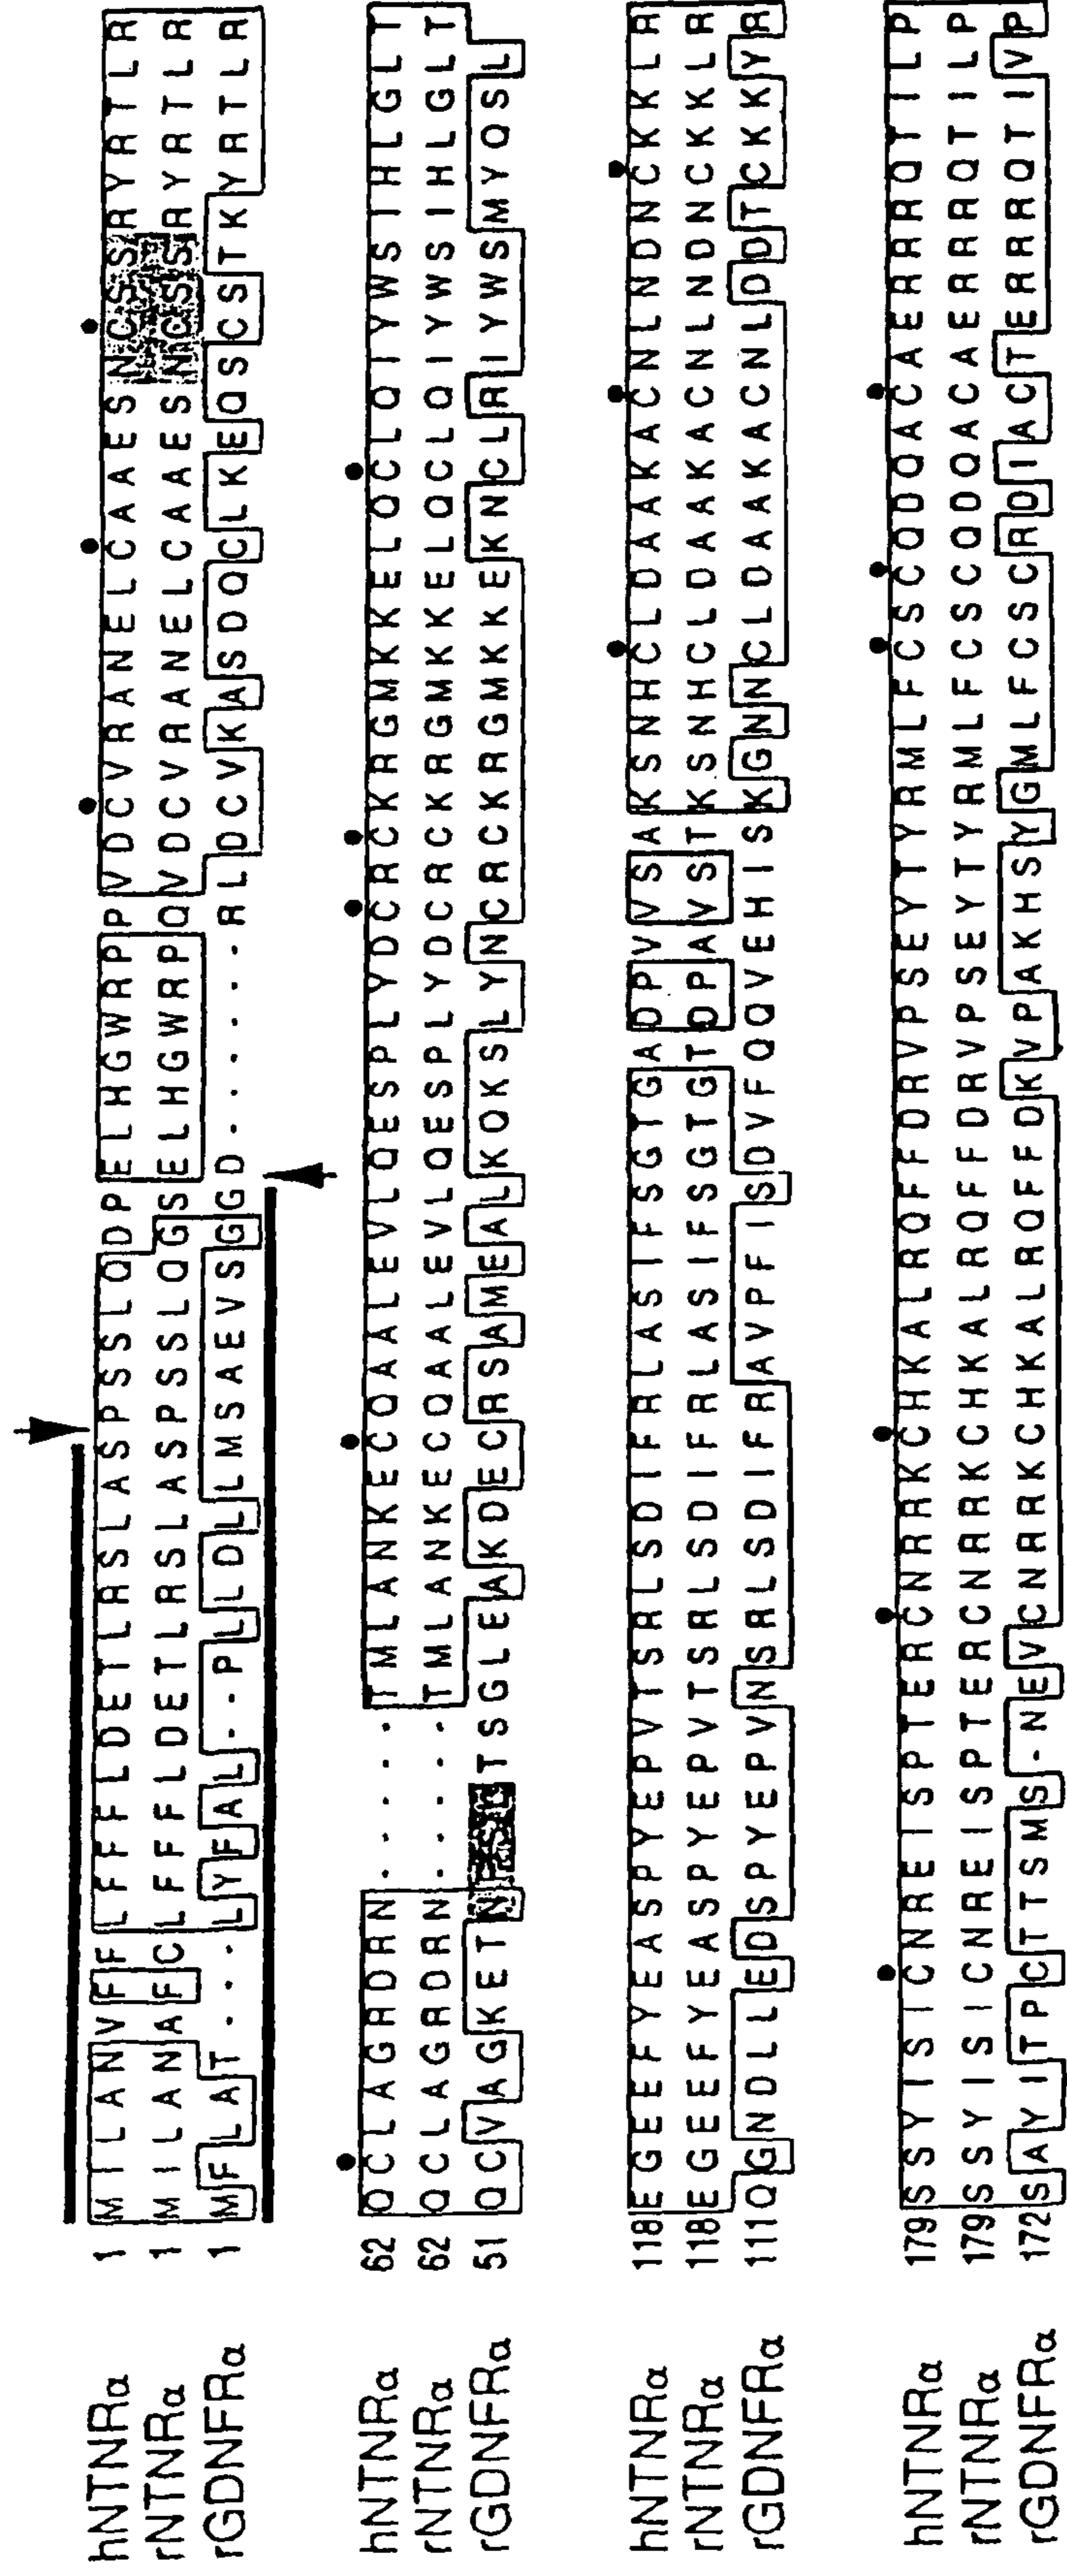 hNTNRα 1 MILANVFFLFFFLDETLRSLASPSSLQDPELHGWRPPVDCVRANELCAAESNCSSRYRTLR
rNTNRα 1 MILANAFCLFFFLDETLRSLASPSSLQGSELHGWRPQVDCVRANELCAAESNCSSRYRTLR
rGDNFRα 1 MFLAT...LYFAL--PLLDLLMSAEVSGGD......RLDCVKASDQCLKEQSCSTKYRTLR
hNTNRα 62 QCLAGRDRN.....TMLANKECQAALEVLQESPLYDCRCKRGMKKELQCLQIYWSIHLGLT
rNTNRα 62 QCLAGRDRN.....TMLANKECQAALEVLQESPLYDCRCKRGMKKELQCLQIYWSIHLGLT
rGDNFRα 51 QCVAGKETNFSLTSGLEAKDECRSAMEALKQKSLYNCRCKRGMKKEKNCLRIYWSMYQSL
hNTNRα 118 EGEEFYEASPYEPVTSRLSDIFRLASIFSGTGADPVVSAKSNHCLDAAKACNLNDNCKKLR
rNTNRα 118 EGEEFYEASPYEPVTSRLSDIFRLASIFSGTGTDPAVSTKSNHCLDAAKACNLNDNCKKLR
rGDNFRα 111 QGNDLLEDSPYEPVNSRLSDIFRAVPFISDVFQQVEHISKGNNCLDAAKACNLDDTCKKYR
hNTNRα 179 SSYISICNREISPTERCNRRKCHKALRQFFDRVPSEYTYRMLFCSCQDQACAERRRQTILP
rNTNRα 179 SSYISICNREISPTERCNRRKCHKALRQFFDRVPSEYTYRMLFCSCQDQACAERRRQTILP
rGDNFRα 172 SAYITPCTTSMS-NEVCNRRKCHKALRQFFDKVPAKHSYGMLFCSCRDIACTERRRQTIVP